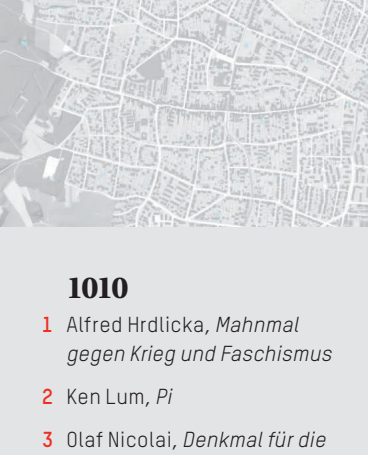 1010
1 Alfred Hrdlicka, Mahnmal
gegen Krieg und Faschismus
2 Ken Lum, Pi
3 Olaf Nicolai, Denkmal für die